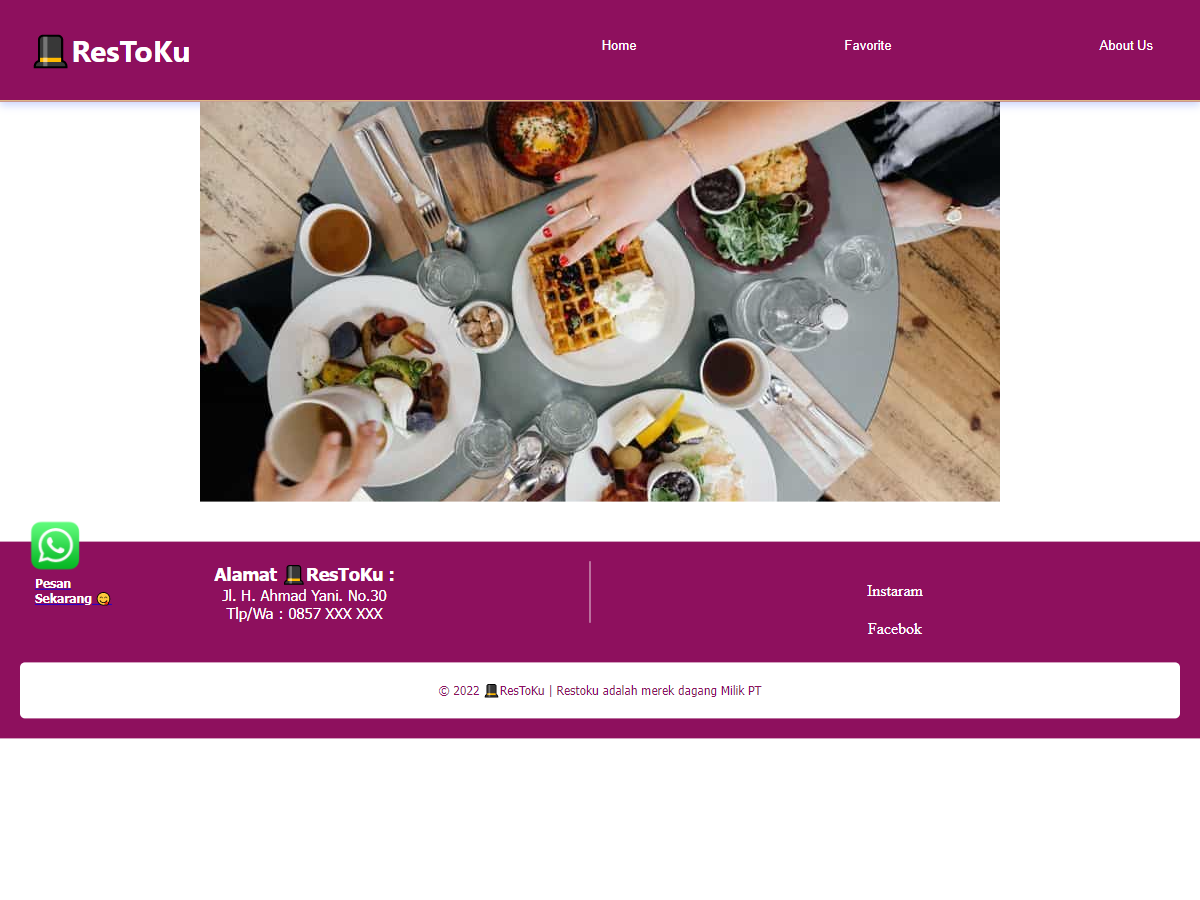 🎩ResToKu
Home
Favorite
About Us
Pesan
Sekarang 😋
Alamat 🎩ResToKu :
Jl. H. Ahmad Yani. No.30
Tlp/Wa : 0857 XXX XXX
Instaram
Facebok
© 2022 🎩ResToKu | Restoku adalah merek dagang Milik PT